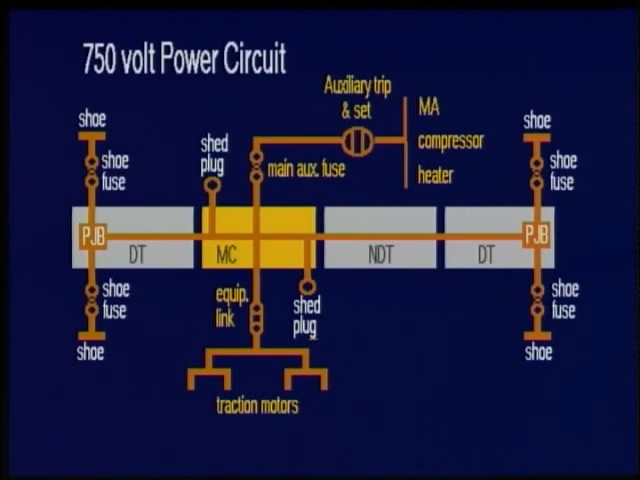 750 volt Power Circuit
Auxiliary trip
& set
MA
compressor
heater
shoe
shoe
fuse
shed
plug
main aux. fuse
shoe
shoe
fuse
PJB
DT
MC
NDT
DT
PJB
shoe
fuse
shoe
equip.
link
shed
plug
shoe
fuse
shoe
traction motors